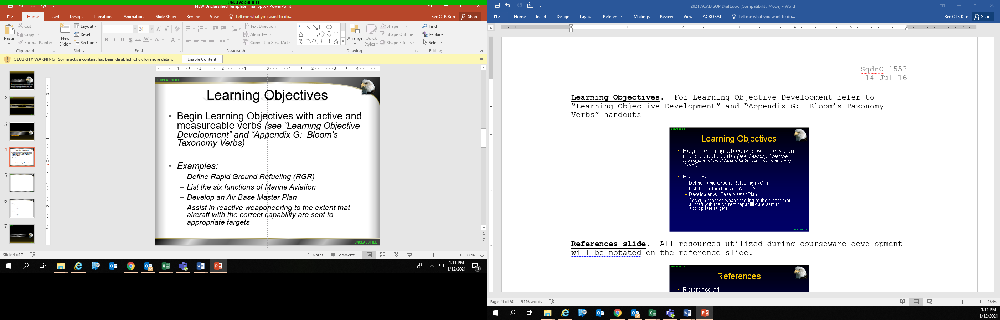 UNCLASSIFIED
NEW Unclassified Template Final.pptx - PowerPoint
File Home Insert Design Transitions Animations Slide Show Review View Tell me what you want to do... Rex CTR Kim Share
Paste
Cut
Copy
Format Painter
Clipboard
New Slide
Layout
Reset
Section
Slides
24
B I U S abc AV Aa A
Font
Text Direction
Align Text
Convert to SmartArt
Paragraph
Arrange
Quick Styles
Shape Fill
Shape Outline
Shape Effects
Drawing
Find
Replace
Select
Editing
SECURITY WARNING Some active content has been disabled. Click for more details. Enable Content
1
2
3
4
5
6
7
UNCLASSIFIED
Learning Objectives
• Begin Learning Objectives with active and
measureable verbs (see “Learning Objective
Development” and “Appendix G: Bloom’s
Taxonomy Verbs)
• Examples:
– Define Rapid Ground Refueling (RGR)
– List the six functions of Marine Aviation
– Develop an Air Base Master Plan
– Assist in reactive weaponeering to the extent that
aircraft with the correct capability are sent to
appropriate targets
UNCLASSIFIED
Slide 4 of 7 Notes Comments 66%
1:11 PM
1/12/2021
3
2021 ACAD SOP Draft.doc [Compatibility Mode] - Word
File Home Insert Design Layout References Mailings Review View ACROBAT Tell me what you want to do... Rex CTR Kim Share
SqdnO 1553
14 Jul 16
Learning Objectives. For Learning Objective Development refer to
“Learning Objective Development” and “Appendix G: Bloom’s Taxonomy
Verbs” handouts
UNCLASSIFIED
Learning Objectives
• Begin Learning Objectives with active and
measureable verbs (see “Learning Objective
Development” and “Appendix G: Bloom’s Taxonomy
Verbs”)
• Examples:
– Define Rapid Ground Refueling (RGR)
– List the six functions of Marine Aviation
– Develop an Air Base Master Plan
– Assist in reactive weaponeering to the extent that
aircraft with the correct capability are sent to
appropriate targets
UNCLASSIFIED
References slide. All resources utilized during courseware development
will be notated on the reference slide.
UNCLASSIFIED
References
• Reference #1
Page 29 of 50 9446 words 164%
1:11 PM
1/12/2021